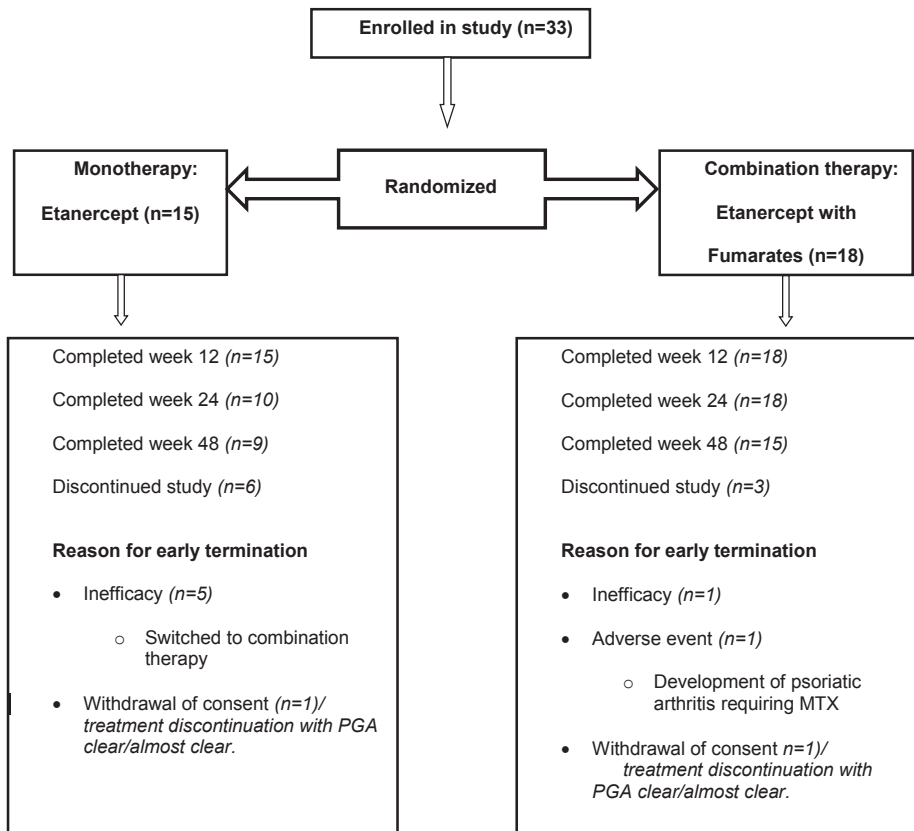 Enrolled in study (n=33)
Monotherapy:
Etanercept (n=15)
Randomized
Combination therapy:
Etanercept with
Fumarates (n=18)
Completed week 12 (n=15)
Completed week 24 (n=10)
Completed week 48 (n=9)
Discontinued study (n=6)
Reason for early termination
• Inefficacy (n=5)
o Switched to combination
therapy
• Withdrawal of consent (n=1)/
treatment discontinuation with PGA
clear/almost clear.
Completed week 12 (n=18)
Completed week 24 (n=18)
Completed week 48 (n=15)
Discontinued study (n=3)
Reason for early termination
• Inefficacy (n=1)
• Adverse event (n=1)
o Development of psoriatic
arthritis requiring MTX
• Withdrawal of consent n=1)/
treatment discontinuation with
PGA clear/almost clear.